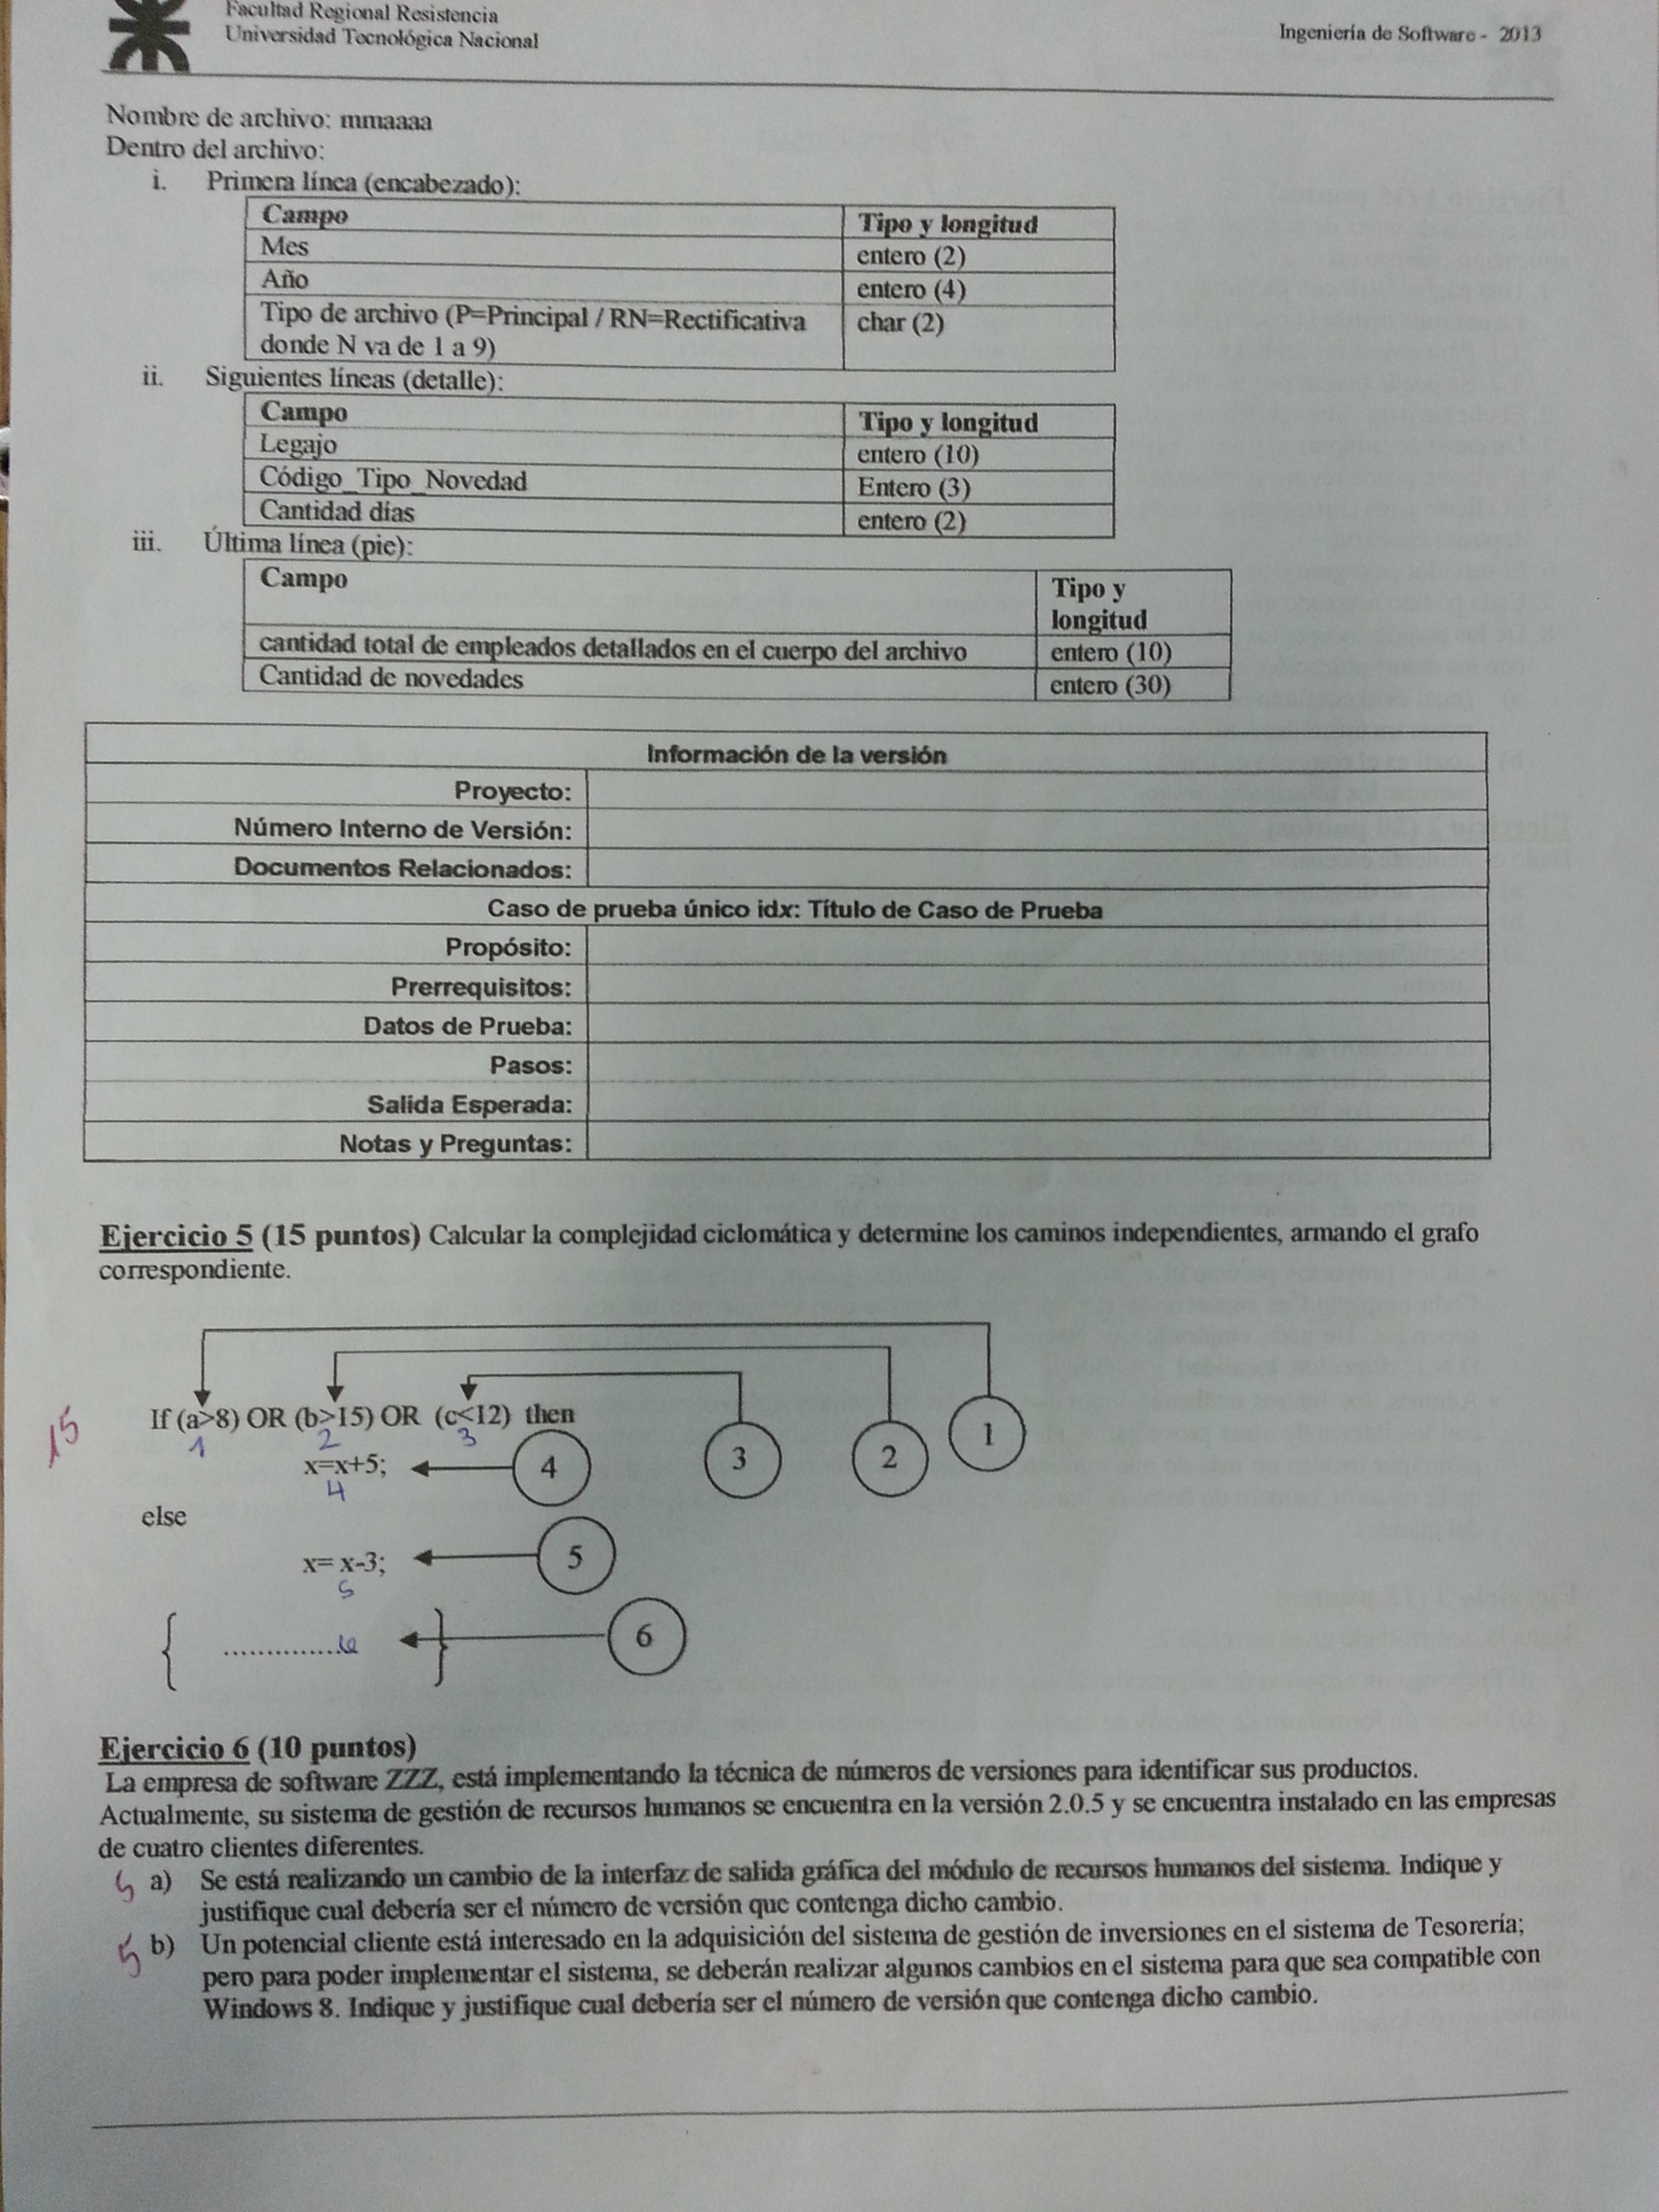 Facultad Regional Resistencia
Universidad Tecnológica Nacional
Ingeniería de Software - 2013
Nombre de archivo: mmaaaa
Dentro del archivo:
i. Primera línea (encabezado):
Campo Tipo y longitud
Mes entero (2)
Año entero (4)
Tipo de archivo (P=Principal / RN=Rectificativa char (2)
donde N va de 1 a 9)
ii. Siguientes líneas (detalle):
Campo Tipo y longitud
Legajo entero (10)
Código_Tipo_Novedad Entero (3)
Cantidad días entero (2)
iii. Última línea (pie):
Campo Tipo y
longitud
cantidad total de empleados detallados en el cuerpo del archivo entero (10)
Cantidad de novedades entero (30)
Información de la versión
Proyecto:
Número Interno de Versión:
Documentos Relacionados:
Caso de prueba único idx: Título de Caso de Prueba
Propósito:
Prerrequisitos:
Datos de Prueba:
Pasos:
Salida Esperada:
Notas y Preguntas:
Ejercicio 5 (15 puntos) Calcular la complejidad ciclomática y determine los caminos independientes, armando el grafo
correspondiente.
15
If (a>8) OR (b>15) OR (c<12) then
1 2 3
3 2 1
x=x+5; 4
4
else
x= x-3; 5
5
{ ..............6 } 6
Ejercicio 6 (10 puntos)
La empresa de software ZZZ, está implementando la técnica de números de versiones para identificar sus productos.
Actualmente, su sistema de gestión de recursos humanos se encuentra en la versión 2.0.5 y se encuentra instalado en las empresas
de cuatro clientes diferentes.
5 a) Se está realizando un cambio de la interfaz de salida gráfica del módulo de recursos humanos del sistema. Indique y
justifique cual debería ser el número de versión que contenga dicho cambio.
5 b) Un potencial cliente está interesado en la adquisición del sistema de gestión de inversiones en el sistema de Tesorería;
pero para poder implementar el sistema, se deberán realizar algunos cambios en el sistema para que sea compatible con
Windows 8. Indique y justifique cual debería ser el número de versión que contenga dicho cambio.